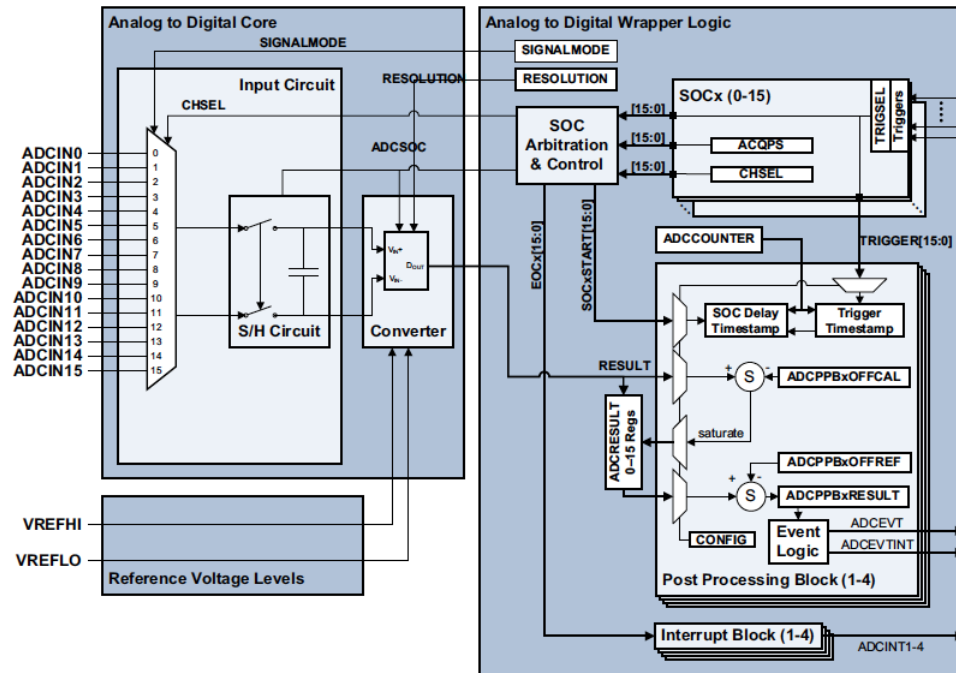 Analog to Digital Core
SIGNALMODE
Input Circuit
RESOLUTION
CHSEL
ADCSOC
ADCIN0
ADCIN1
ADCIN2
ADCIN3
ADCIN4
ADCIN5
ADCIN6
ADCIN7
ADCIN8
ADCIN9
ADCIN10
ADCIN11
ADCIN12
ADCIN13
ADCIN14
ADCIN15
0
1
2
3
4
5
6
7
8
9
10
11
12
13
14
15
S/H Circuit
VIN+
DOUT
VIN-
Converter
VREFHI
VREFLO
Reference Voltage Levels
Analog to Digital Wrapper Logic
SIGNALMODE
RESOLUTION
SOC
Arbitration
& Control
[15:0]
[15:0]
[15:0]
SOCx (0-15)
ACQPS
CHSEL
TRIGSEL
Triggers
EOCx[15:0]
SOCxSTART[15:0]
ADCCOUNTER
TRIGGER[15:0]
SOC Delay
Timestamp
Trigger
Timestamp
RESULT
+
S
-
ADCPPBxOFFCAL
ADCRESULT
0–15 Regs
saturate
ADCPPBxOFFREF
+
-
S
ADCPPBxRESULT
CONFIG
Event
Logic
ADCEVT
ADCEVTINT
Post Processing Block (1-4)
Interrupt Block (1-4)
ADCINT1-4